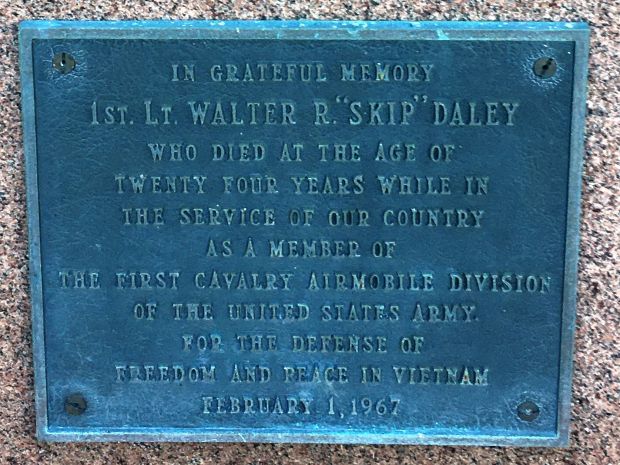 IN GRATEFUL MEMORY
1ST. LT. WALTER R. "SKIP" DALEY
WHO DIED AT THE AGE OF
TWENTY FOUR YEARS WHILE IN
THE SERVICE OF OUR COUNTRY
AS A MEMBER OF
THE FIRST CAVALRY AIRMOBILE DIVISION
OF THE UNITED STATES ARMY.
FOR THE DEFENSE OF
FREEDOM AND PEACE IN VIETNAM
FEBRUARY 1, 1967